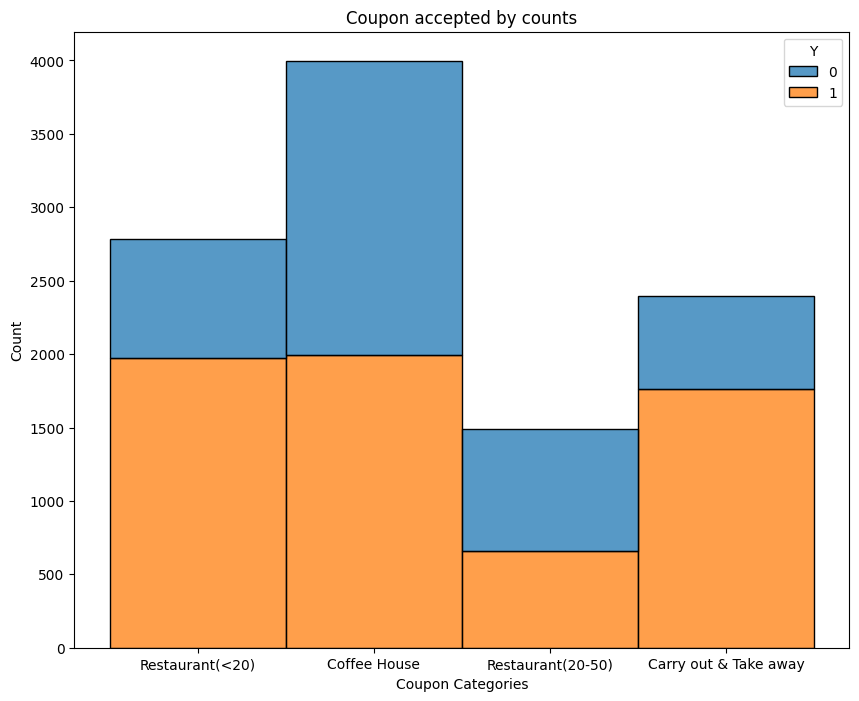 Coupon accepted by counts
Y
0
1
4000
3500
3000
2500
2000
1500
1000
500
0
Count
Restaurant(<20) Coffee House Restaurant(20-50) Carry out & Take away
Coupon Categories